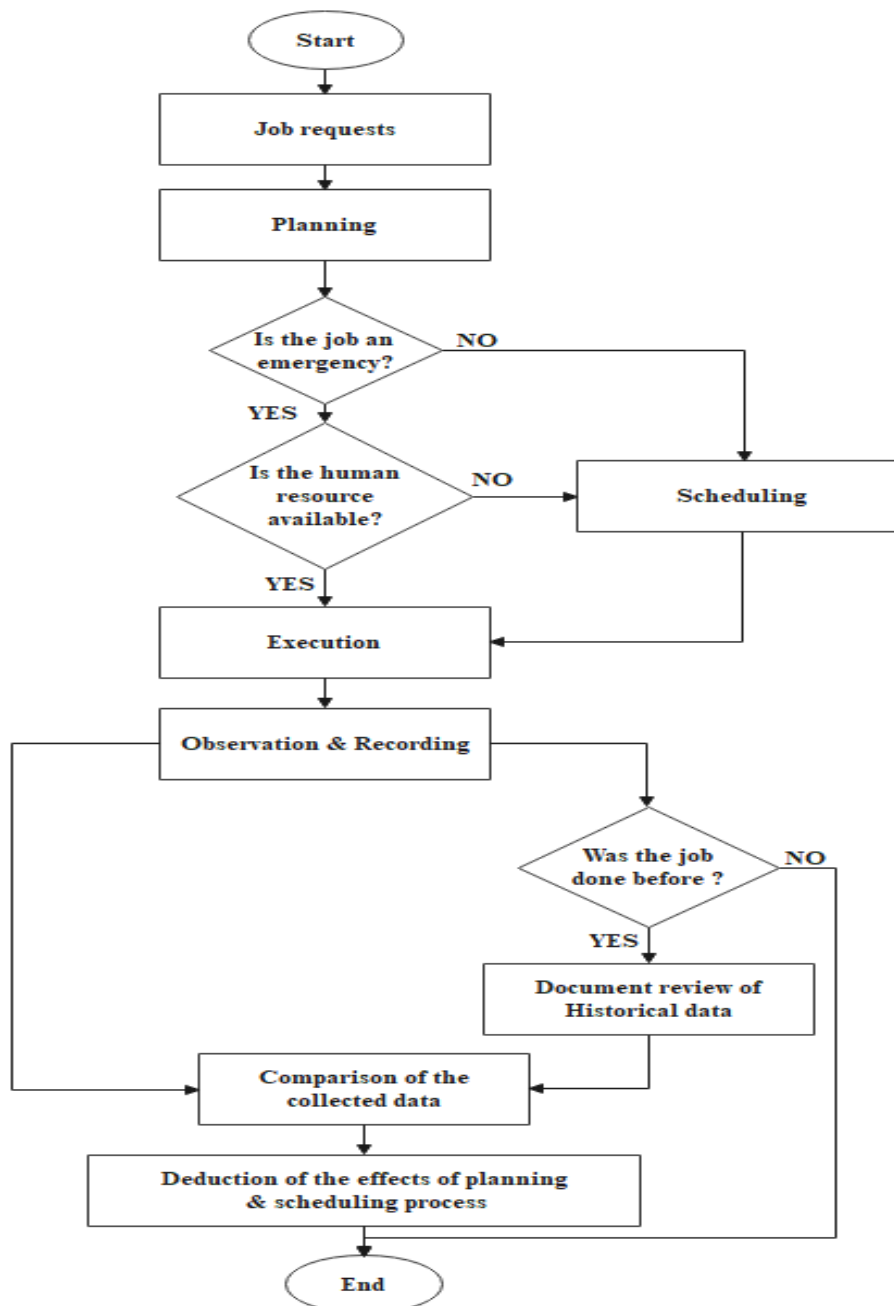 Start
Job requests
Planning
Is the job an
emergency?
NO
YES
Is the human
resource
available?
NO
Scheduling
YES
Execution
Observation & Recording
Was the job
done before ?
NO
YES
Document review of
Historical data
Comparison of the
collected data
Deduction of the effects of planning
& scheduling process
End